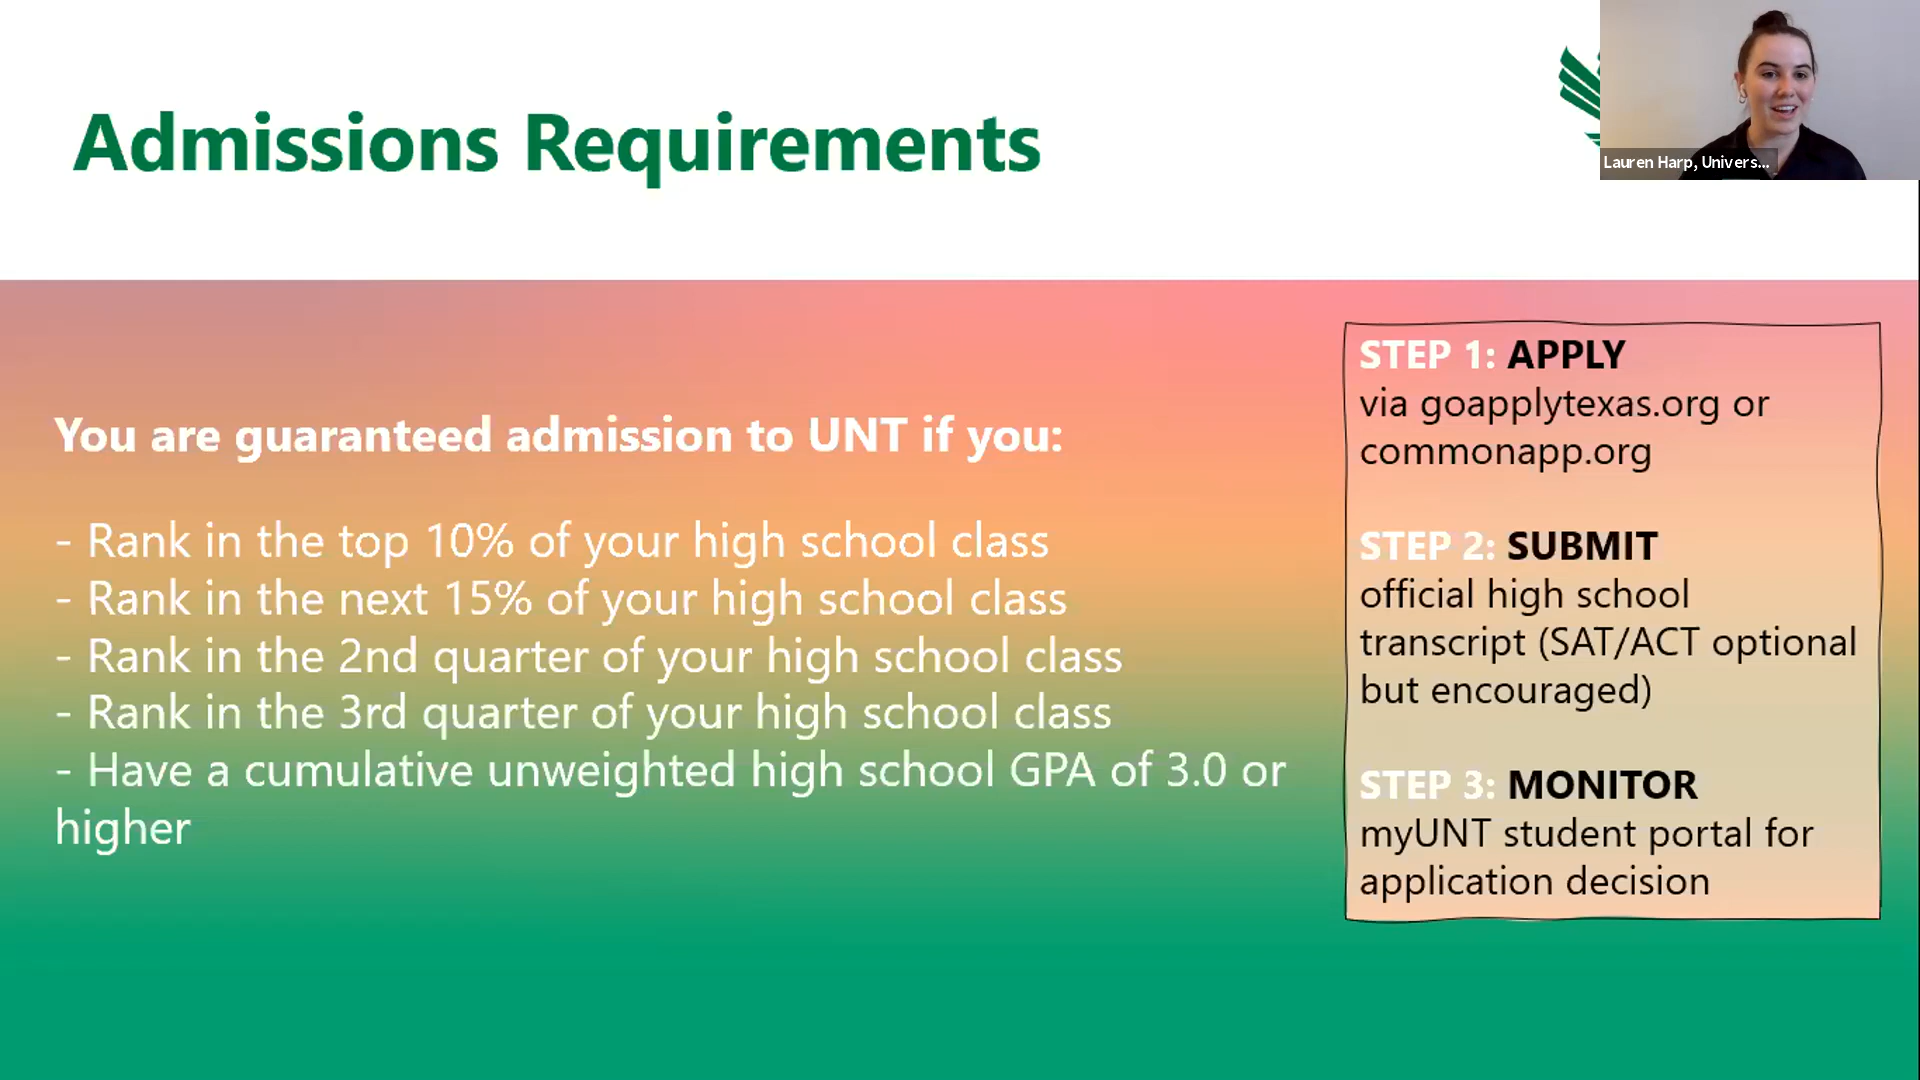 Admissions Requirements
Lauren Harp, Univers...
You are guaranteed admission to UNT if you:
- Rank in the top 10% of your high school class
- Rank in the next 15% of your high school class
- Rank in the 2nd quarter of your high school class
- Rank in the 3rd quarter of your high school class
- Have a cumulative unweighted high school GPA of 3.0 or
higher
STEP 1: APPLY
via goapplytexas.org or
commonapp.org
STEP 2: SUBMIT
official high school
transcript (SAT/ACT optional
but encouraged)
STEP 3: MONITOR
myUNT student portal for
application decision